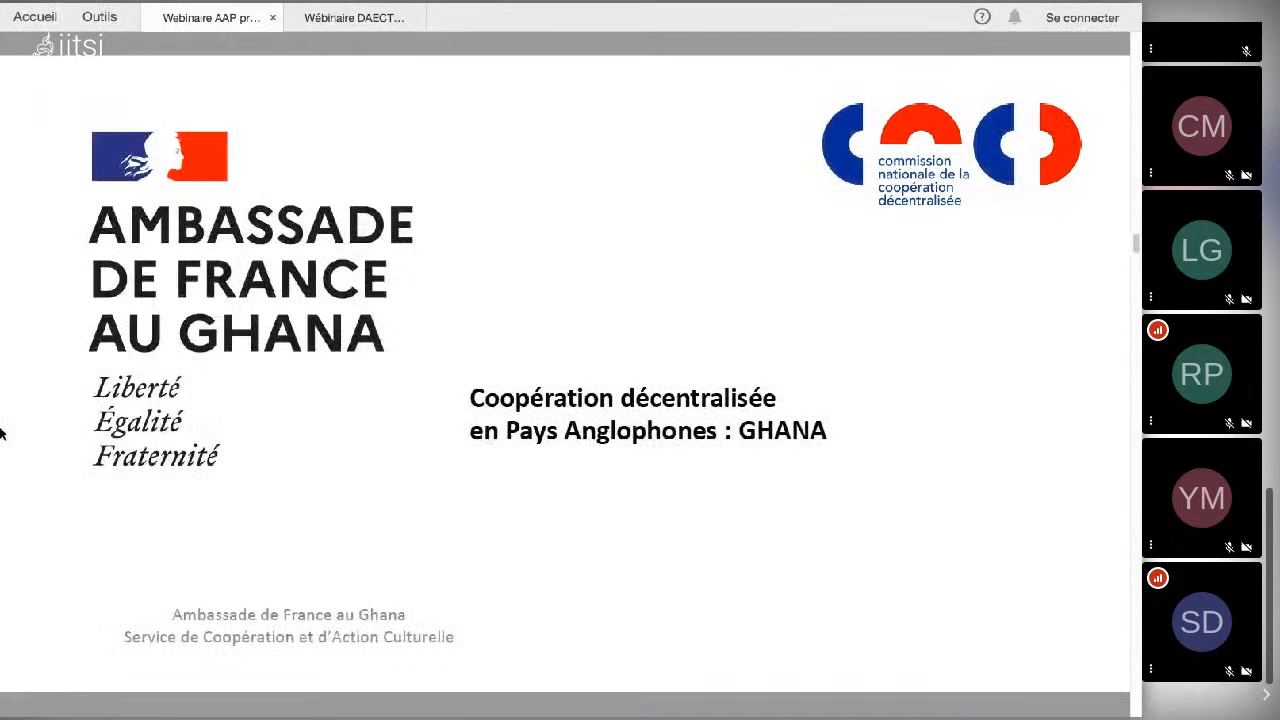 Accueil
Outils
Webinaire AAP pr...
×
Wébinaire DAECT...
?
Se connecter
jitsi
commission
nationale de la
coopération
décentralisée
AMBASSADE
DE FRANCE
AU GHANA
Liberté
Égalité
Fraternité
Coopération décentralisée
en Pays Anglophones : GHANA
Ambassade de France au Ghana
Service de Coopération et d'Action Culturelle
CM
LG
RP
YM
SD